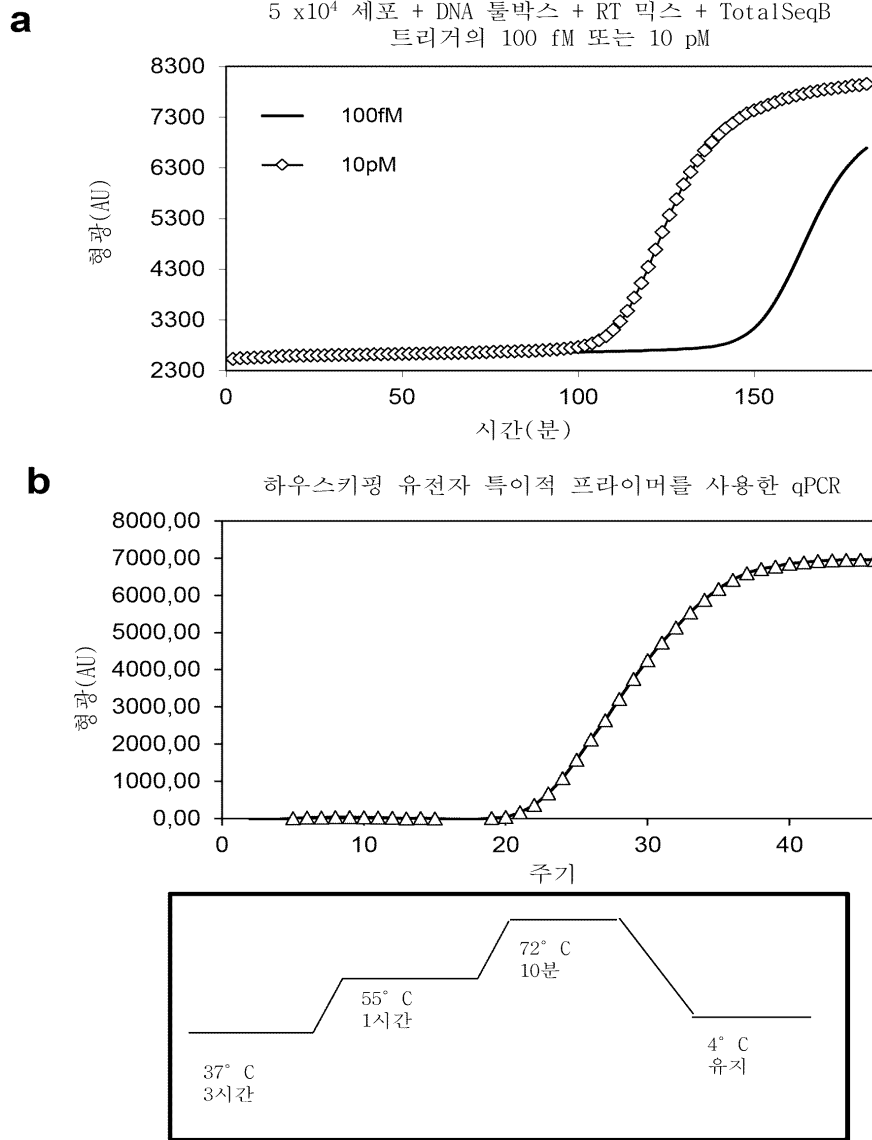 a
5 x10⁴ 세포 + DNA 툴박스 + RT 믹스 + TotalSeqB
트리거의 100 fM 또는 10 pM
8300
7300
6300
5300
4300
3300
2300
형광(AU)
100fM
10pM
0
50
100
150
시간(분)
b
하우스키핑 유전자 특이적 프라이머를 사용한 qPCR
8000,00
7000,00
6000,00
5000,00
4000,00
3000,00
2000,00
1000,00
0,00
형광(AU)
0
10
20
30
40
주기
72° C
10분
55° C
1시간
4° C
유지
37° C
3시간